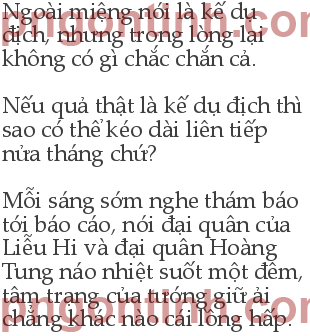 Ngoài miệng nói là kế dụ
địch, nhưng trong lòng lại
không có gì chắc chắn cả.
Nếu quả thật là kế dụ địch thì
sao có thể kéo dài liên tiếp
nửa tháng chứ?
Mỗi sáng sớm nghe thám báo
tới báo cáo, nói đại quân của
Liễu Hi và đại quân Hoàng
Tung náo nhiệt suốt một đêm,
tâm trạng của tướng giữ ải
chẳng khác nào cái lồng hấp